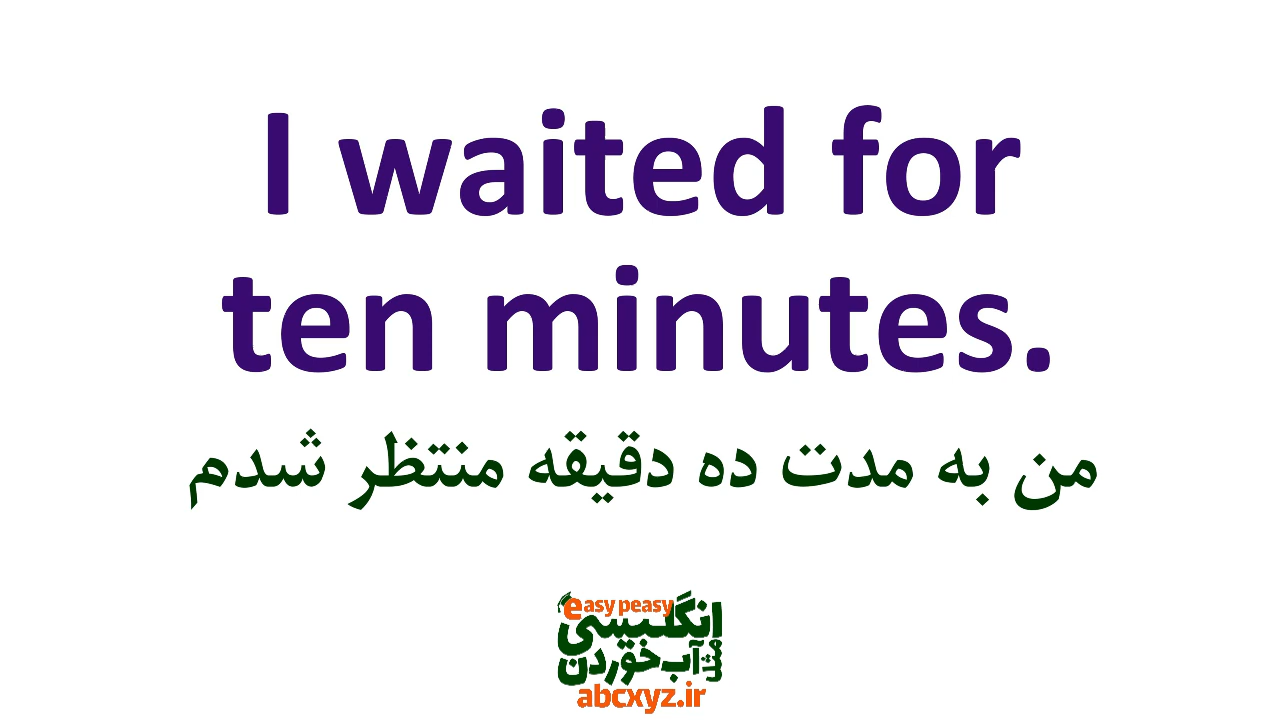 I waited for
ten minutes.
من به مدت ده دقیقه منتظر شدم
easy peasy
انگلیسی
مثل آب خوردن
abcxyz.ir